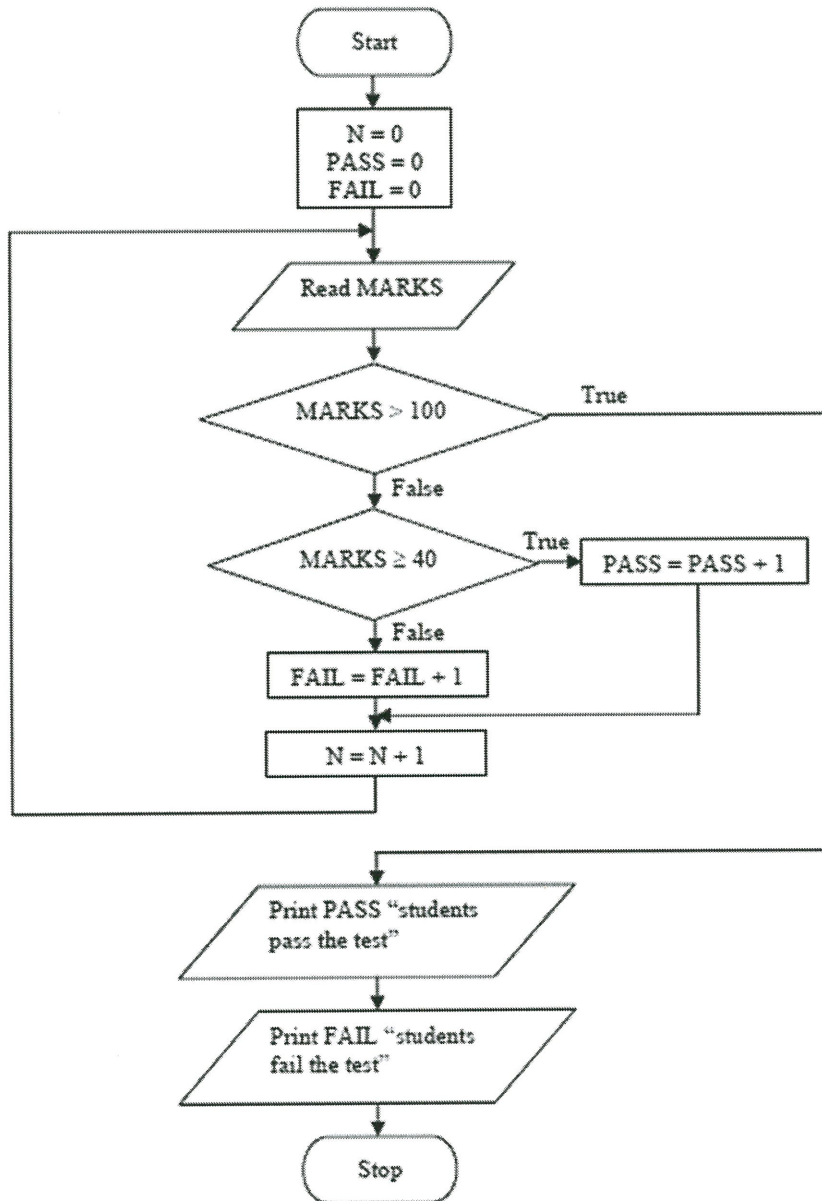 Start
N = 0
PASS = 0
FAIL = 0
Read MARKS
MARKS > 100
True
False
MARKS ≥ 40
True
PASS = PASS + 1
False
FAIL = FAIL + 1
N = N + 1
Print PASS “students
pass the test”
Print FAIL “students
fail the test”
Stop